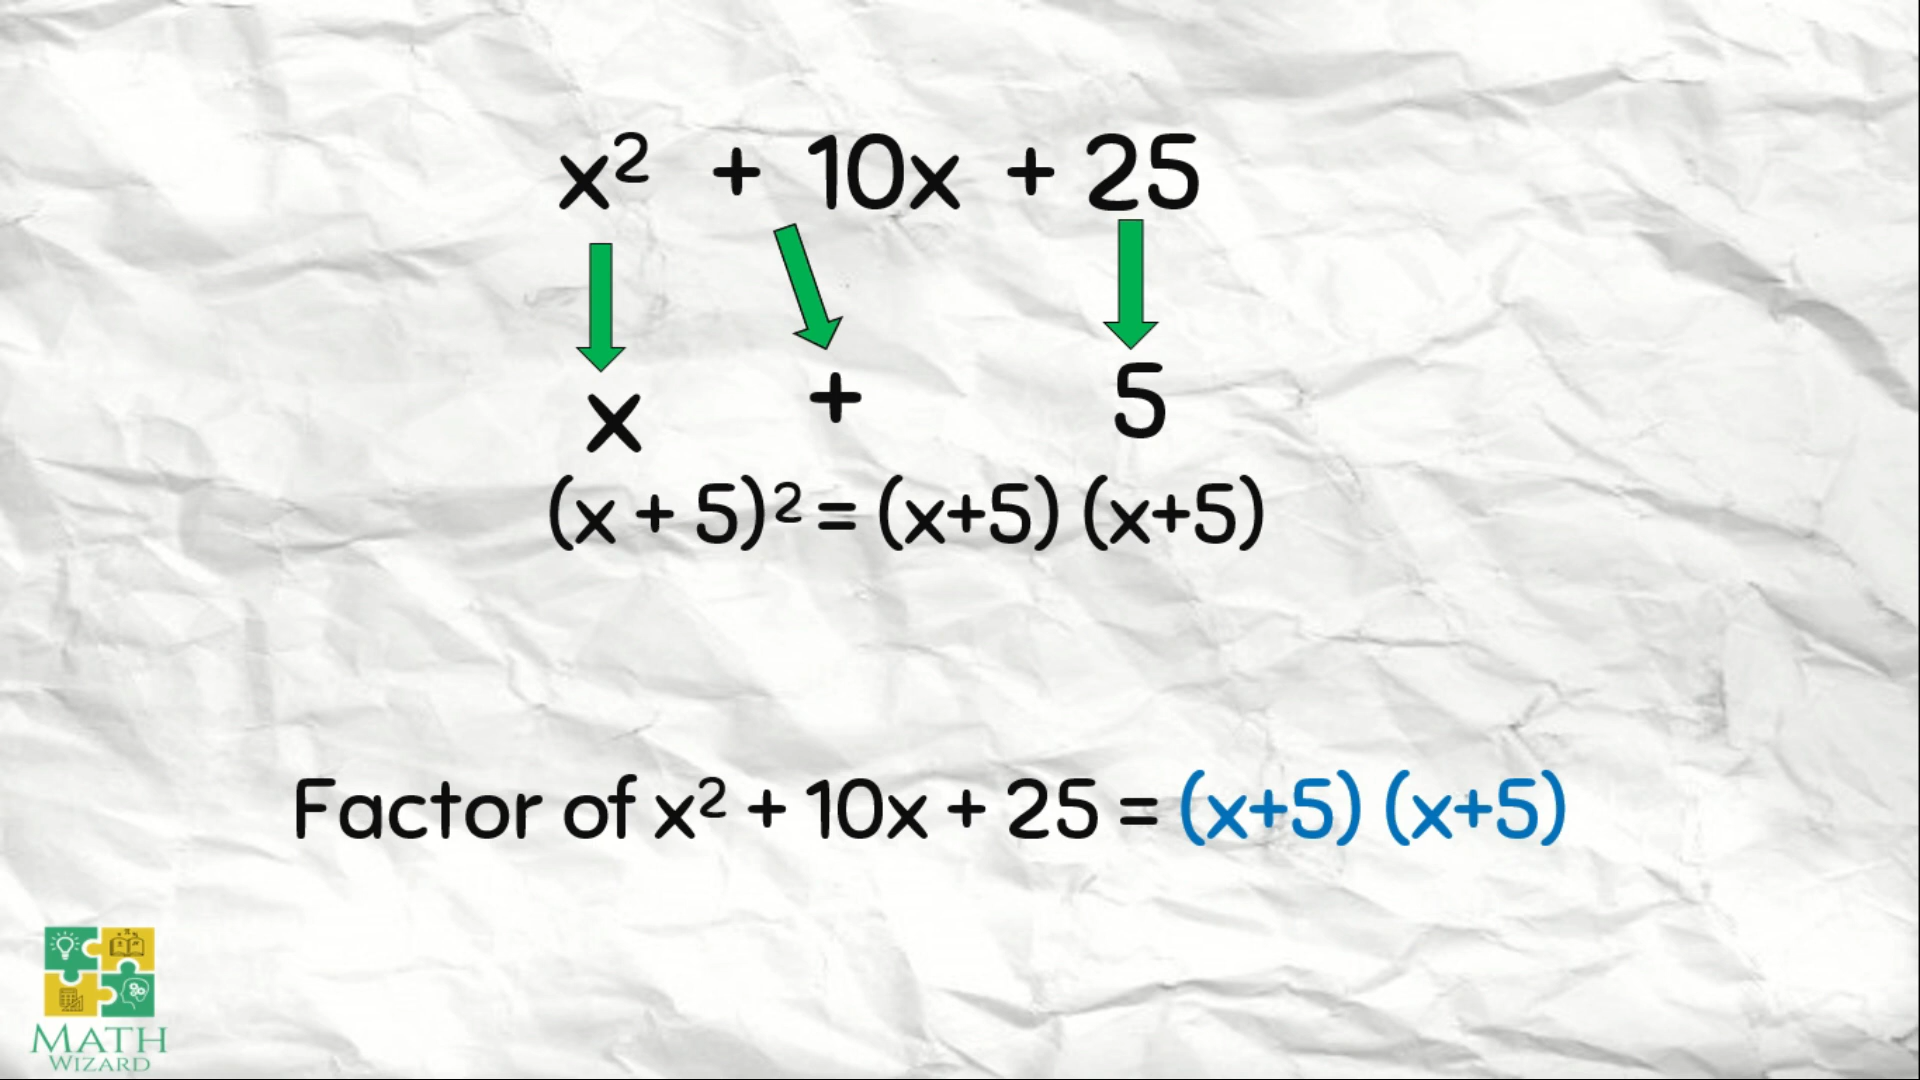 x² + 10x + 25
x + 5
(x + 5)² = (x+5) (x+5)
Factor of x² + 10x + 25 = (x+5) (x+5)
MATH
WIZARD